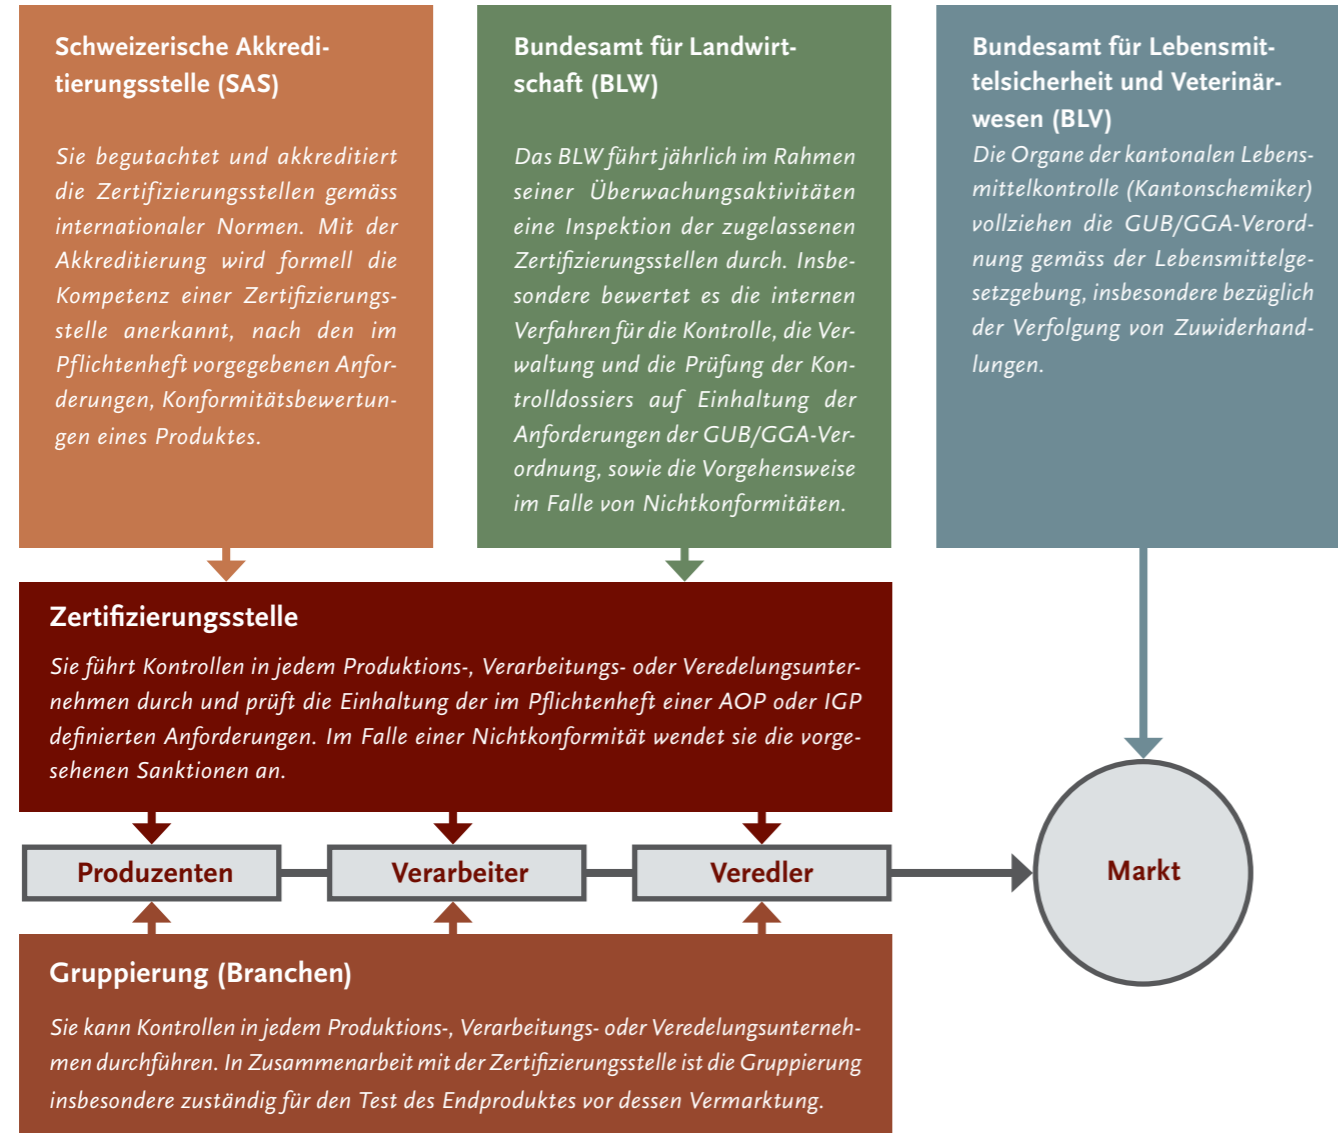 Schweizerische Akkredi-
tierungsstelle (SAS)
Sie begutachtet und akkreditiert
die Zertifizierungsstellen gemäss
internationaler Normen. Mit der
Akkreditierung wird formell die
Kompetenz einer Zertifizierungs-
stelle anerkannt, nach den im
Pflichtenheft vorgegebenen Anfor-
derungen, Konformitätsbewertun-
gen eines Produktes.
Bundesamt für Landwirt-
schaft (BLW)
Das BLW führt jährlich im Rahmen
seiner Überwachungsaktivitäten
eine Inspektion der zugelassenen
Zertifizierungsstellen durch. Insbe-
sondere bewertet es die internen
Verfahren für die Kontrolle, die Ver-
waltung und die Prüfung der Kon-
trolldossiers auf Einhaltung der
Anforderungen der GUB/GGA-Ver-
ordnung, sowie die Vorgehensweise
im Falle von Nichtkonformitäten.
Bundesamt für Lebensmit-
telsicherheit und Veterinär-
wesen (BLV)
Die Organe der kantonalen Lebens-
mittelkontrolle (Kantonschemiker)
vollziehen die GUB/GGA-Verord-
nung gemäss der Lebensmittelge-
setzgebung, insbesondere bezüglich
der Verfolgung von Zuwiderhand-
lungen.
Zertifizierungsstelle
Sie führt Kontrollen in jedem Produktions-, Verarbeitungs- oder Veredelungsunter-
nehmen durch und prüft die Einhaltung der im Pflichtenheft einer AOP oder IGP
definierten Anforderungen. Im Falle einer Nichtkonformität wendet sie die vorge-
sehenen Sanktionen an.
Produzenten
Verarbeiter
Veredler
Markt
Gruppierung (Branchen)
Sie kann Kontrollen in jedem Produktions-, Verarbeitungs- oder Veredelungsunterneh-
men durchführen. In Zusammenarbeit mit der Zertifizierungsstelle ist die Gruppierung
insbesondere zuständig für den Test des Endproduktes vor dessen Vermarktung.